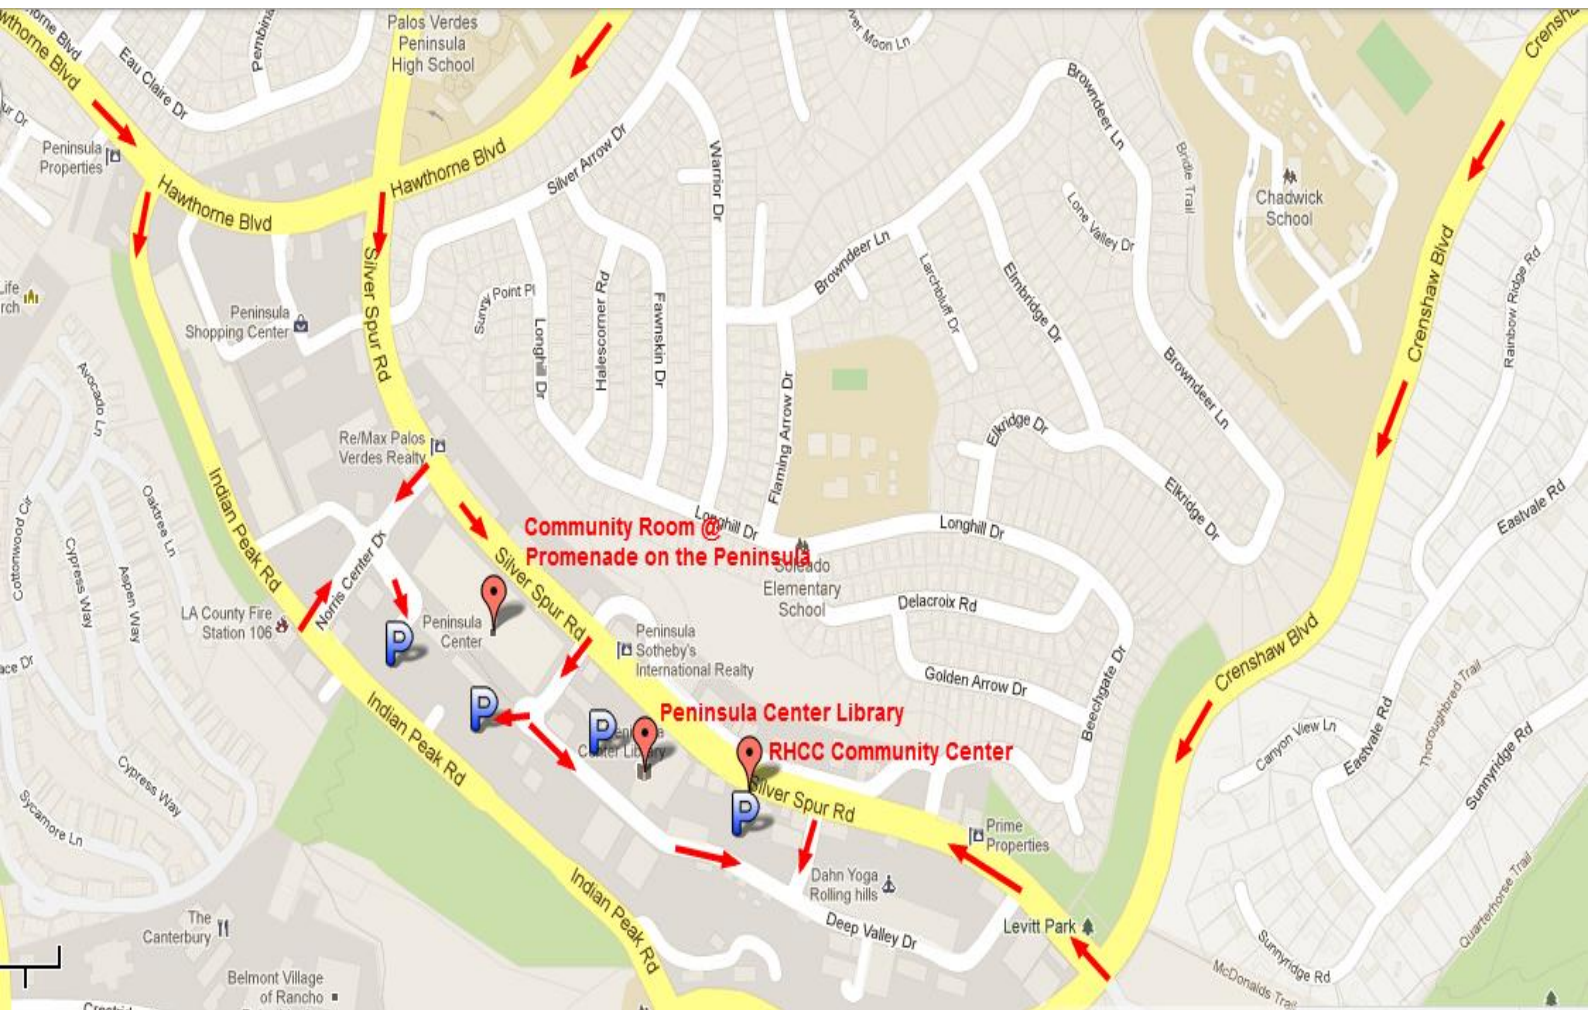 Hawthorne Blvd
Eau Claire Dr
Palos Verdes
Peninsula
High School
Crensha
Peninsula
Properties
Hawthorne Blvd
Hawthorne Blvd
Silver Arrow Dr
Warrior Dr
Browndeer Ln
Bridle Trail
Chadwick
School
Lone Valley Dr
Crenshaw Blvd
Rainbow Ridge Rd
Silver Spur Rd
Browndeer Ln
Larchbluff Dr
Elmbridge Dr
Peninsula
Shopping Center
Sunny Point Pl
Longhill Dr
Halescorner Rd
Fawnskin Dr
Flaming Arrow Dr
Browndeer Ln
Avocado Ln
Re/Max Palos
Verdes Realty
Elkridge Dr
Elkridge Dr
Eastvale Rd
Indian Peak Rd
Oaktree Ln
Cottonwood Cir
Cypress Way
Aspen Way
Longhill Dr
Longhill Dr
Community Room @
Promenade on the Peninsula
Soleado
Elementary
School
Norris Center Dr
Silver Spur Rd
LA County Fire
Station 106
Peninsula
Center
P
Delacroix Rd
Peninsula
Sotheby's
International Realty
Golden Arrow Dr
Beechgate Dr
Crenshaw Blvd
Thoroughbred Trail
Indian Peak Rd
P
P
Peninsula Center Library
Center Library
RHCC Community Center
Canyon View Ln
Eastvale Rd
Sunnyridge Rd
Cypress Way
Sycamore Ln
Silver Spur Rd
P
Prime
Properties
Dahn Yoga
Rolling hills
Indian Peak Rd
Deep Valley Dr
Levitt Park
Quarterhorse Trail
The
Canterbury
Sunnyridge Rd
McDonalds Trail
Belmont Village
of Rancho